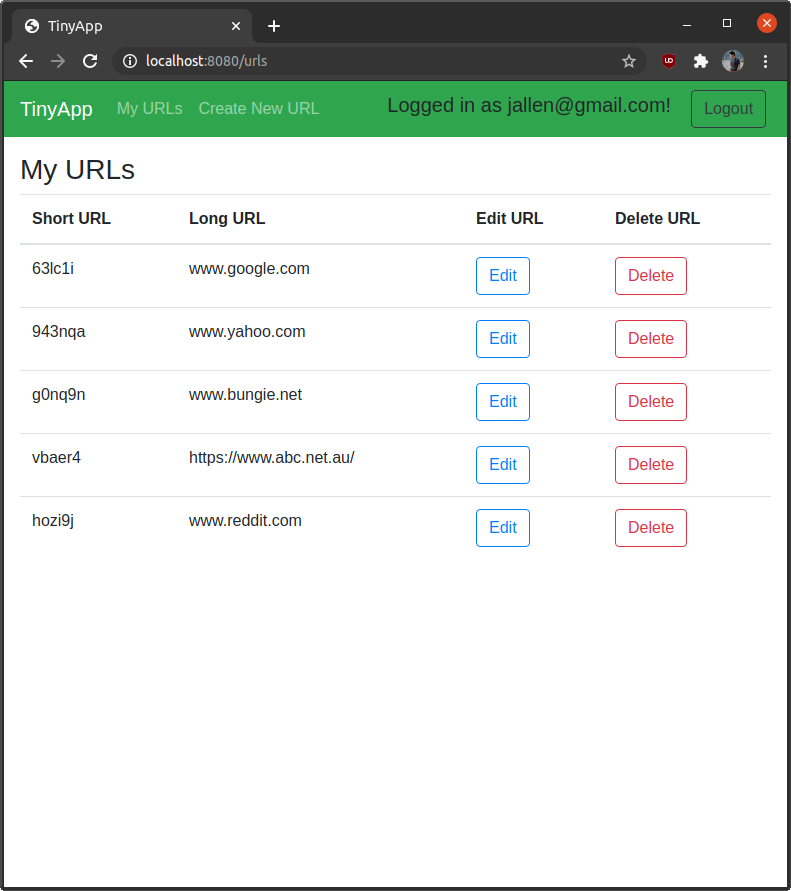 TinyApp
localhost:8080/urls
TinyApp My URLs Create New URL Logged in as jallen@gmail.com! Logout
My URLs
Short URL Long URL Edit URL Delete URL
63lc1i www.google.com Edit Delete
943nqa www.yahoo.com Edit Delete
g0nq9n www.bungie.net Edit Delete
vbaer4 https://www.abc.net.au/ Edit Delete
hozi9j www.reddit.com Edit Delete